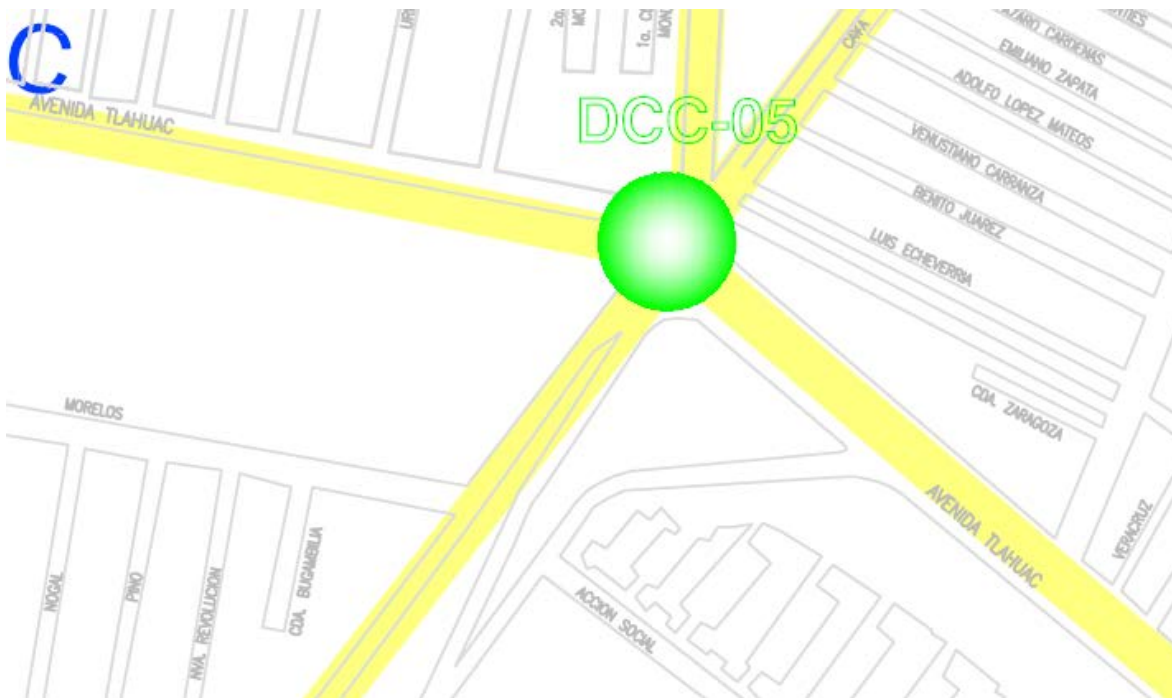 C
AVENIDA TLAHUAC
DCC-05
EMILIANO ZAPATA
ADOLFO LOPEZ MATEOS
VENUSTIANO CARRANZA
BENITO JUAREZ
LUIS ECHEVERRIA
CDA. ZARAGOZA
MORELOS
AVENIDA TLAHUAC
VERACRUZ
NOGAL
PINO
NVA. REVOLUCION
CDA. BUGAMBILIA
ACCION SOCIAL